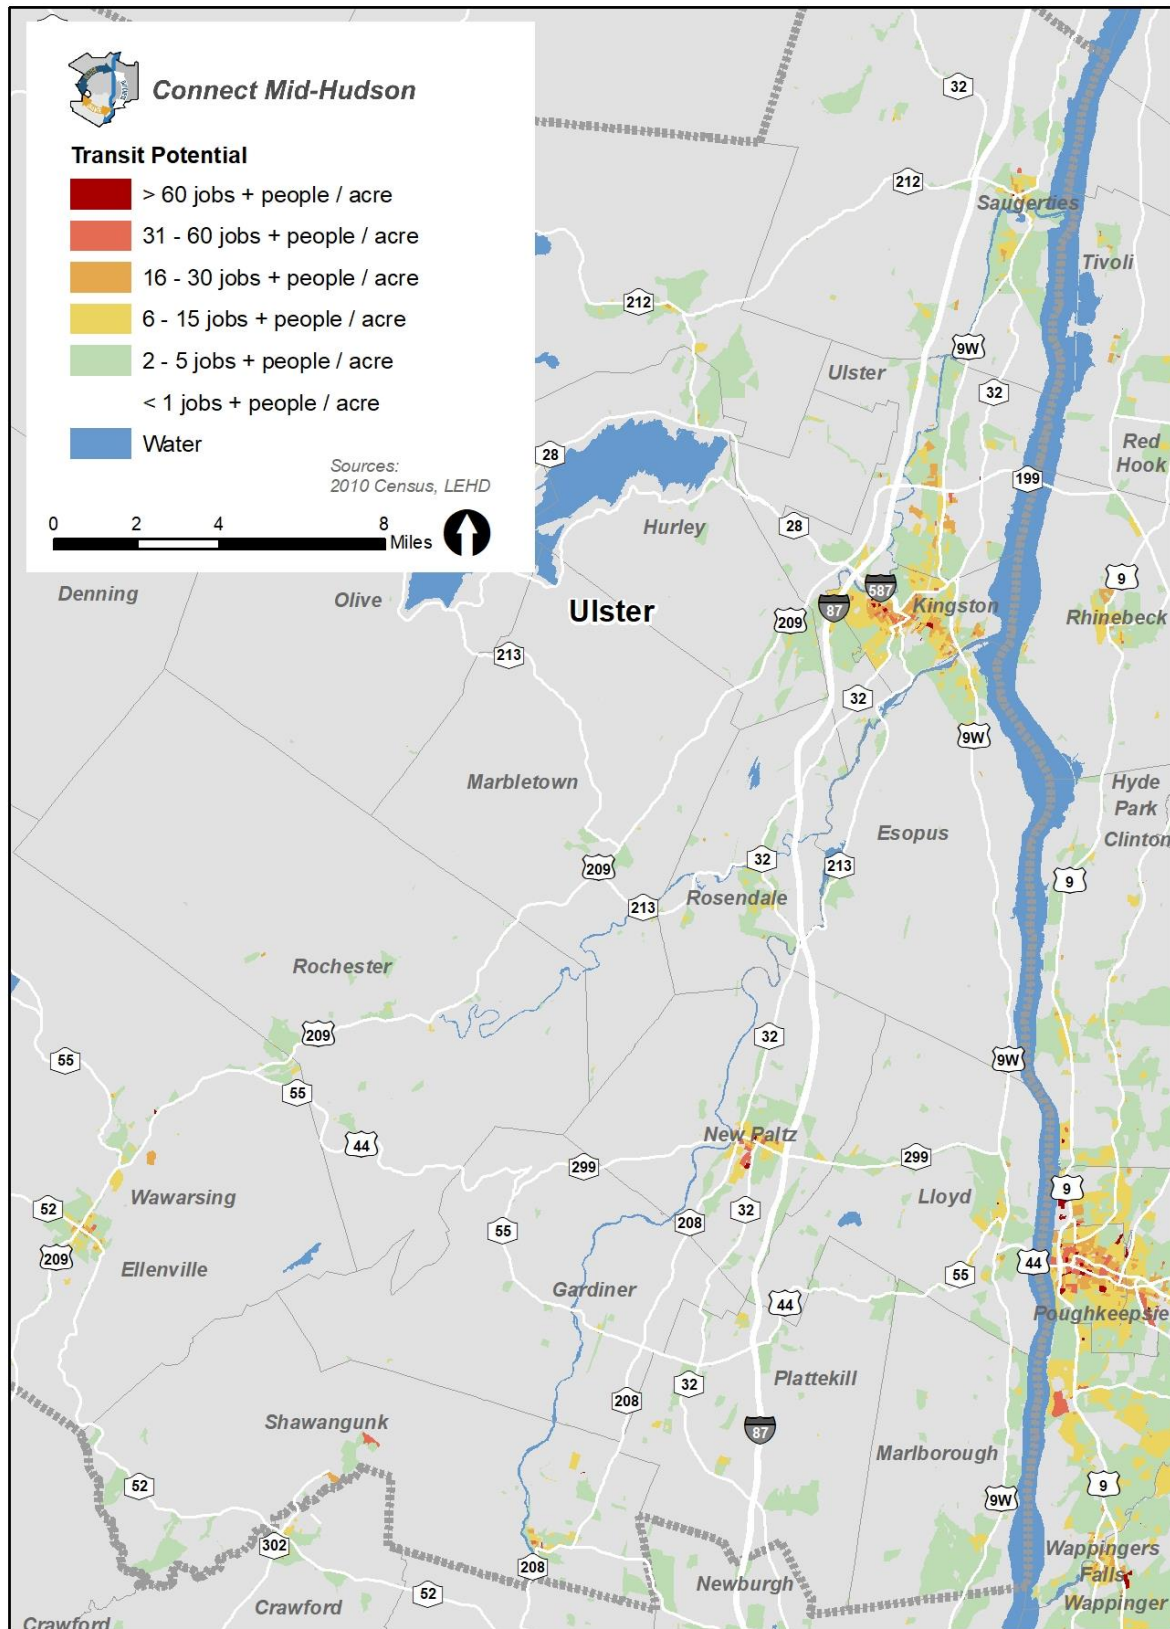 Connect Mid-Hudson
Transit Potential
> 60 jobs + people / acre
31 - 60 jobs + people / acre
16 - 30 jobs + people / acre
6 - 15 jobs + people / acre
2 - 5 jobs + people / acre
< 1 jobs + people / acre
Water
Sources:
2010 Census, LEHD
0 2 4 8
Miles
32
212
Saugerties
Tivoli
212
9W
Ulster
32
Red
Hook
28
199
Hurley
28
9
587
Denning
Olive
Ulster
87
Kingston
209
Rhinebeck
213
32
9W
Marbletown
Hyde
Park
Esopus
Clinton
209
32
213
9
Rosendale
213
Rochester
209
32
55
9W
55
44
New Paltz
299
299
Wawarsing
Lloyd
9
52
32
208
55
209
Ellenville
44
55
Gardiner
44
Poughkeepsie
Plattekill
32
208
Shawangunk
87
Marlborough
52
9
9W
302
Wappingers
Falls
208
Newburgh
52
Wappinger
Crawford
Crawford